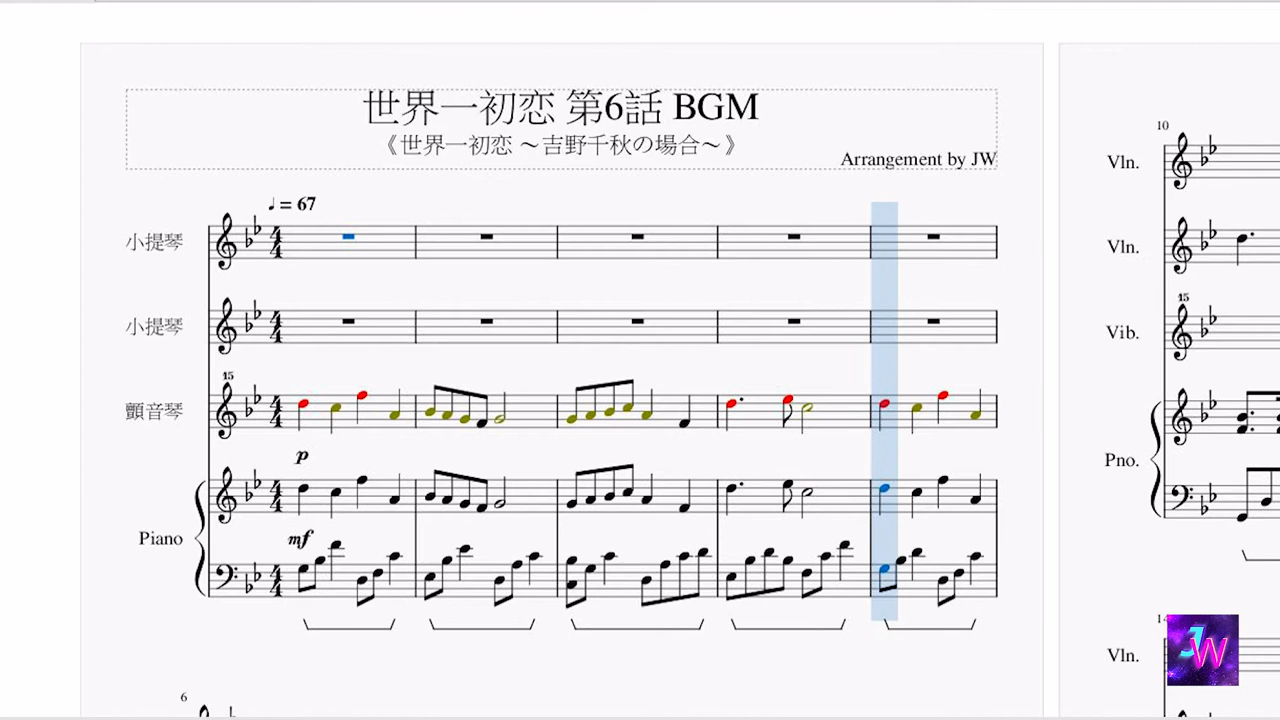 世界一初恋 第6話 BGM
《世界一初恋 ～吉野千秋の場合～》
Arrangement by JW
♩ = 67
小提琴
小提琴
15
顫音琴
p
Piano
mf
6
10
Vln.
Vln.
15
Vib.
Pno.
Vln.
JW